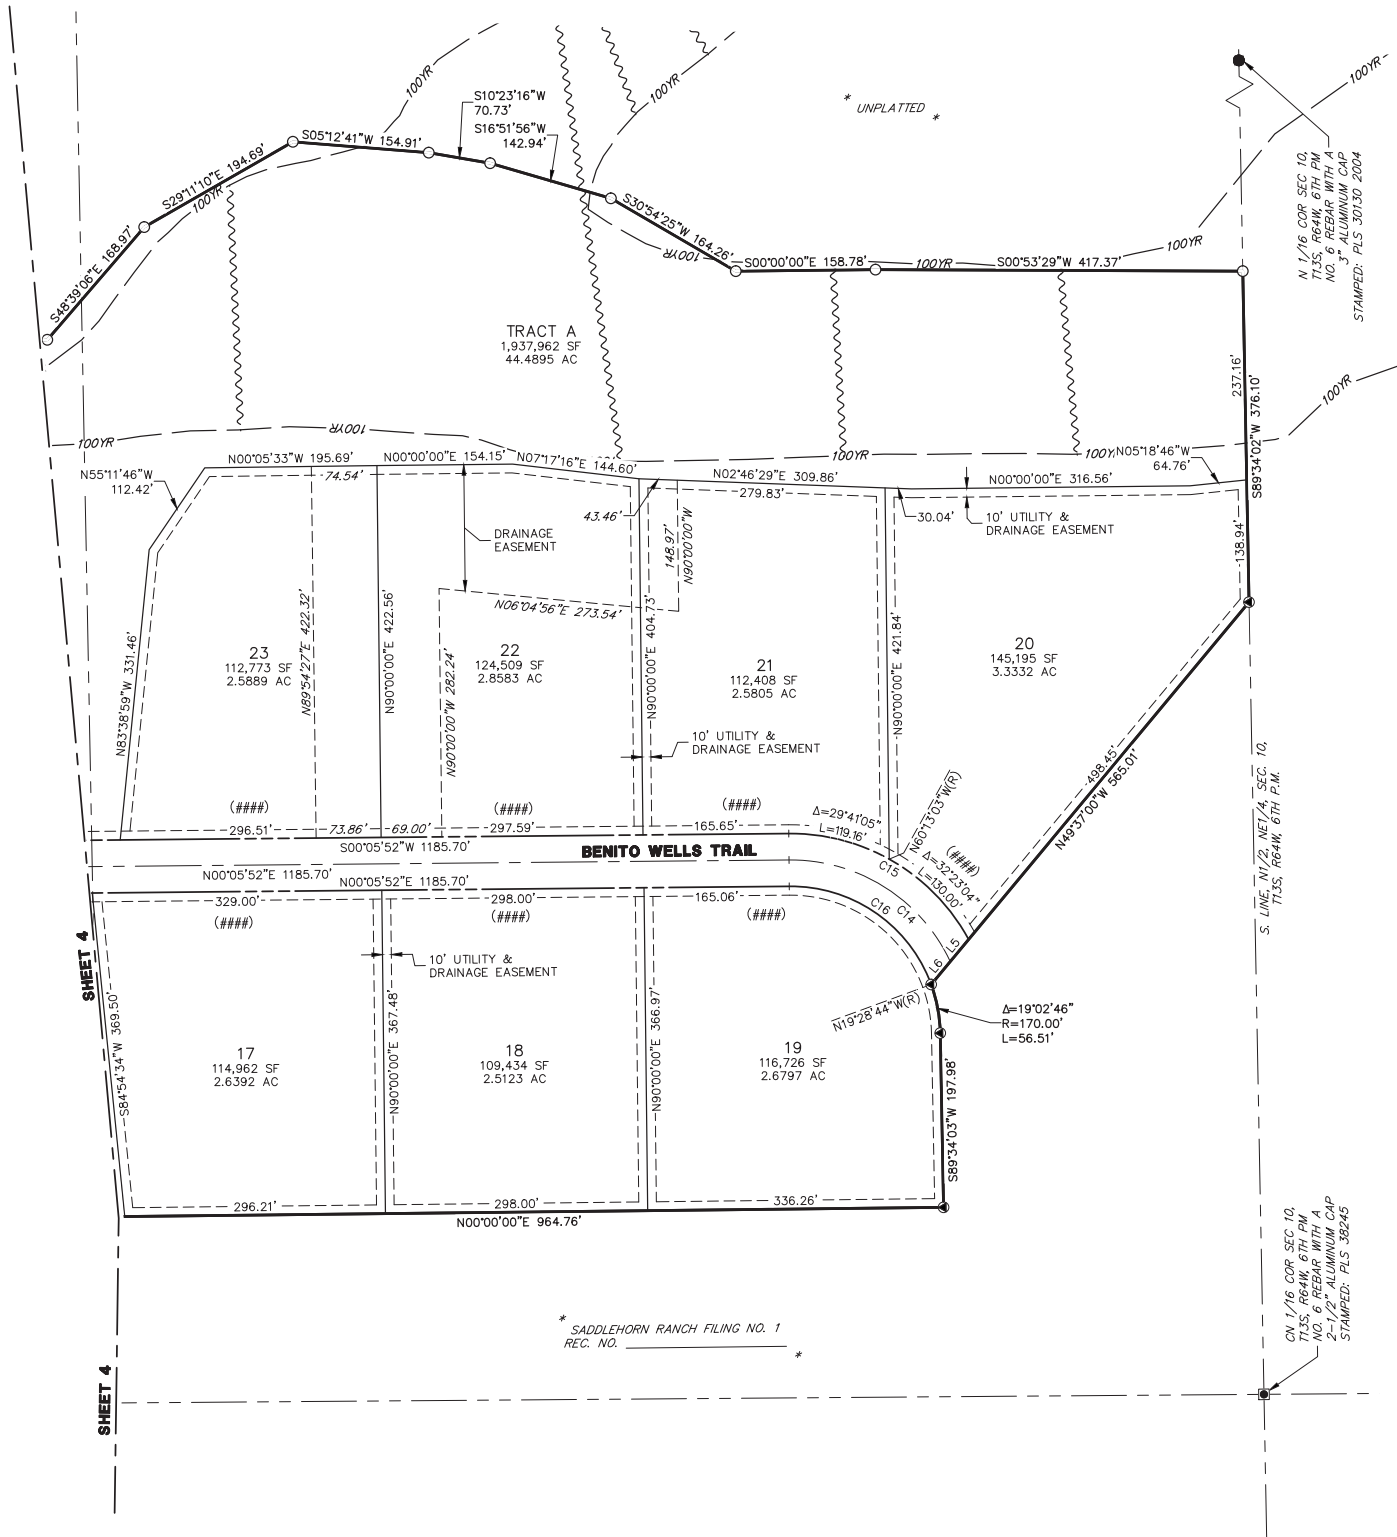 100YR
S10°23'16"W
70.73'
S16°51'56"W
142.94'
100YR
* UNPLATTED *
100YR
S05°12'41"W 154.91'
S29°11'10"E 194.69'
100YR
S48°39'06"E 168.97'
S30°54'25"W 164.26'
100YR
S00°00'00"E 158.78'
100YR
S00°53'29"W 417.37'
100YR
N 1/16 COR SEC 10,
T13S, R64W, 6TH PM
NO. 6 REBAR WITH A
3" ALUMINUM CAP
STAMPED: PLS 30130 2004
TRACT A
1,937,962 SF
44.4895 AC
237.16'
S89°34'02"W 376.10'
100YR
100YR
100YR
100YR
100YR
N05°18'46"W
64.76'
N55°11'46"W
112.42'
N00°05'33"W 195.69'
74.54'
N00°00'00"E 154.15'
N07°17'16"E 144.60'
N02°46'29"E 309.86'
279.83'
N00°00'00"E 316.56'
43.46'
30.04'
10' UTILITY &
DRAINAGE EASEMENT
DRAINAGE
EASEMENT
148.97'
N90°00'00"W
138.94'
N06°04'56"E 273.54'
N83°38'59"W 331.46'
23
112,773 SF
2.5889 AC
N89°54'27"E 422.32'
N90°00'00"E 422.56'
22
124,509 SF
2.8583 AC
N90°00'00"W 282.24'
N90°00'00"E 404.73'
21
112,408 SF
2.5805 AC
N90°00'00"E 421.84'
20
145,195 SF
3.3332 AC
10' UTILITY &
DRAINAGE EASEMENT
498.45'
N49°37'00"W 565.01'
S. LINE, N1/2, NE1/4, SEC. 10,
T13S, R64W, 6TH P.M.
(####)
(####)
(####)
296.51'
73.86'
69.00'
297.59'
165.65'
Δ=29°41'05"
L=119.16'
N60°13'03"W(R)
(####)
Δ=32°23'04"
L=130.00'
S00°05'52"W 1185.70'
BENITO WELLS TRAIL
C15
N00°05'52"E 1185.70'
N00°05'52"E 1185.70'
329.00'
298.00'
165.06'
C16
C14
(####)
(####)
(####)
L5
L6
SHEET 4
10' UTILITY &
DRAINAGE EASEMENT
N19°28'44"W(R)
Δ=19°02'46"
R=170.00'
L=56.51'
S84°54'34"W 369.50'
17
114,962 SF
2.6392 AC
N90°00'00"E 367.48'
18
109,434 SF
2.5123 AC
N90°00'00"E 366.97'
19
116,726 SF
2.6797 AC
S89°34'03"W 197.98'
296.21'
298.00'
336.26'
N00°00'00"E 964.76'
* SADDLEHORN RANCH FILING NO. 1
REC. NO. ____________ *
CN 1/16 COR SEC 10,
T13S, R64W, 6TH PM
NO. 6 REBAR WITH A
2-1/2" ALUMINUM CAP
STAMPED: PLS 38245
SHEET 4